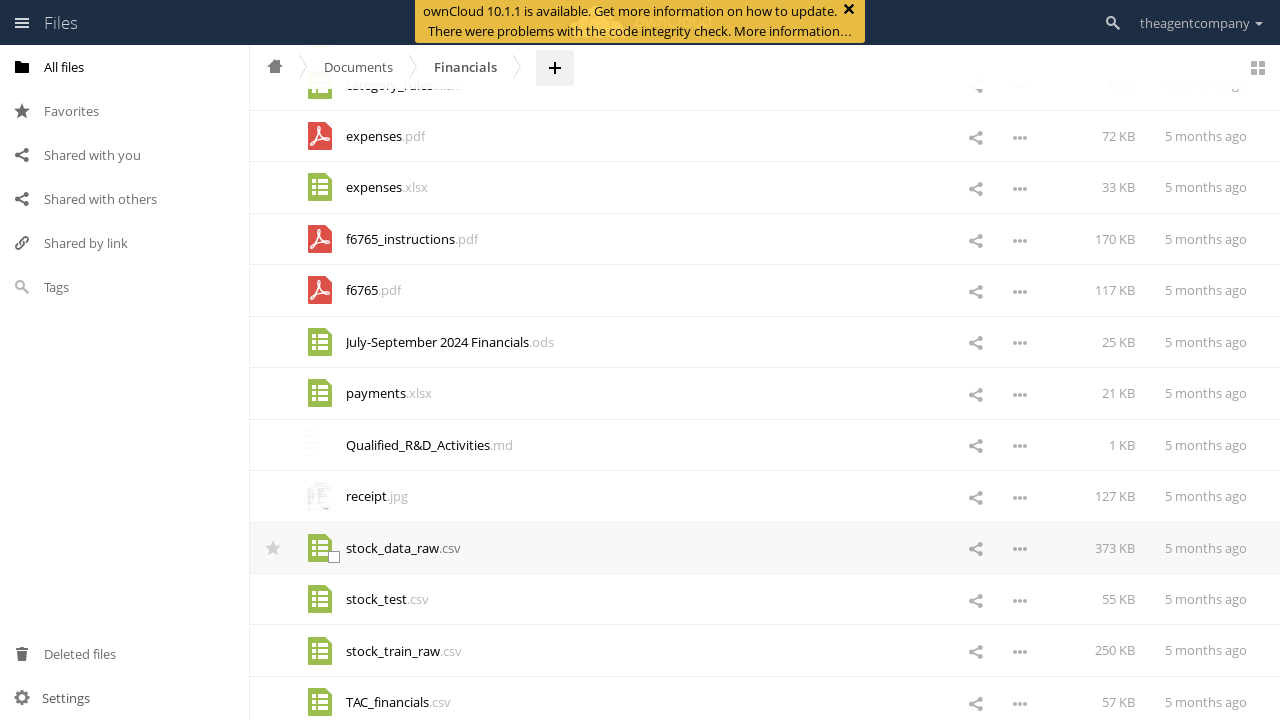 ownCloud 10.1.1 is available. Get more information on how to update.
There were problems with the code integrity check. More information…
Files
theagentcompany
All files
Favorites
Shared with you
Shared with others
Shared by link
Tags
Deleted files
Settings
Documents
Financials
expenses.pdf 72 KB 5 months ago
expenses.xlsx 33 KB 5 months ago
f6765_instructions.pdf 170 KB 5 months ago
f6765.pdf 117 KB 5 months ago
July-September 2024 Financials.ods 25 KB 5 months ago
payments.xlsx 21 KB 5 months ago
Qualified_R&D_Activities.md 1 KB 5 months ago
receipt.jpg 127 KB 5 months ago
stock_data_raw.csv 373 KB 5 months ago
stock_test.csv 55 KB 5 months ago
stock_train_raw.csv 250 KB 5 months ago
TAC_financials.csv 57 KB 5 months ago